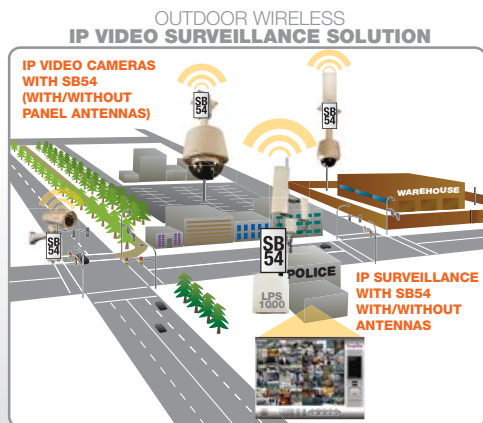 OUTDOOR WIRELESS
IP VIDEO SURVEILLANCE SOLUTION
IP VIDEO CAMERAS
WITH SB54
(WITH/WITHOUT
PANEL ANTENNAS)
SB
54
SB
54
WAREHOUSE
SB
54
SB
54
POLICE
LPS
1000
IP SURVEILLANCE
WITH SB54
WITH/WITHOUT
ANTENNAS